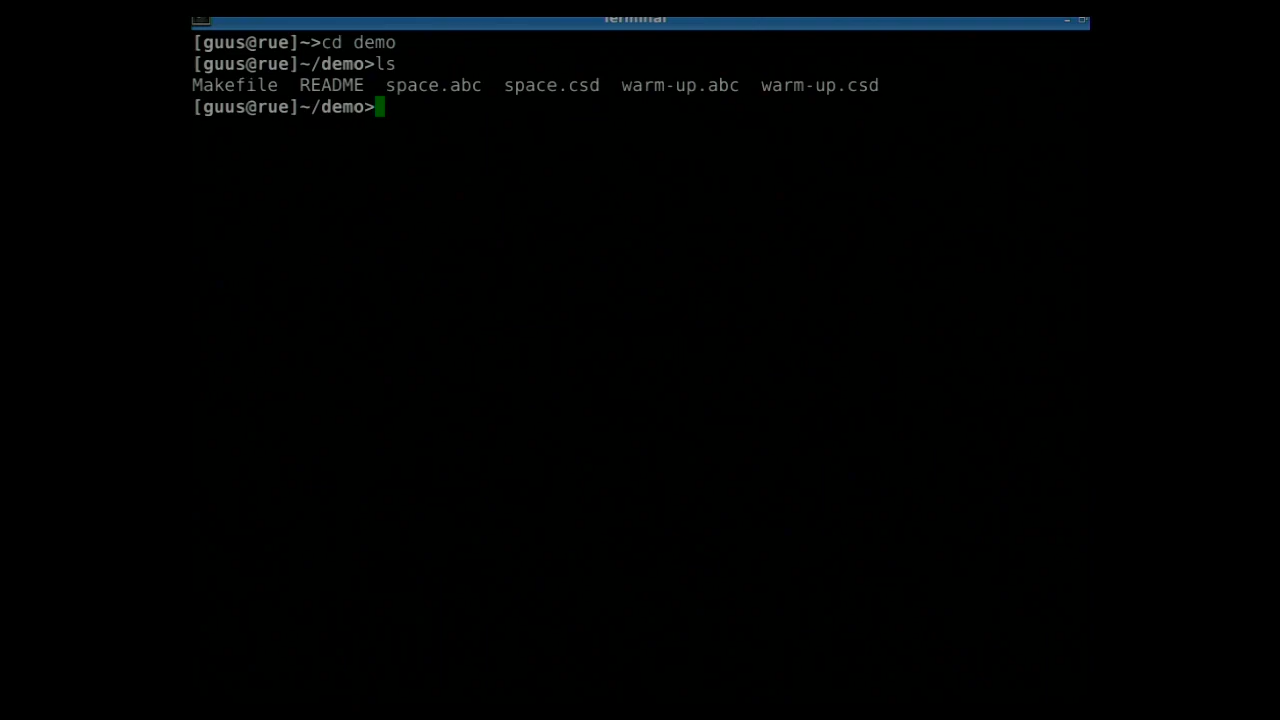 Terminal
[guus@rue]~>cd demo
[guus@rue]~/demo>ls
Makefile  README  space.abc  space.csd  warm-up.abc  warm-up.csd
[guus@rue]~/demo>